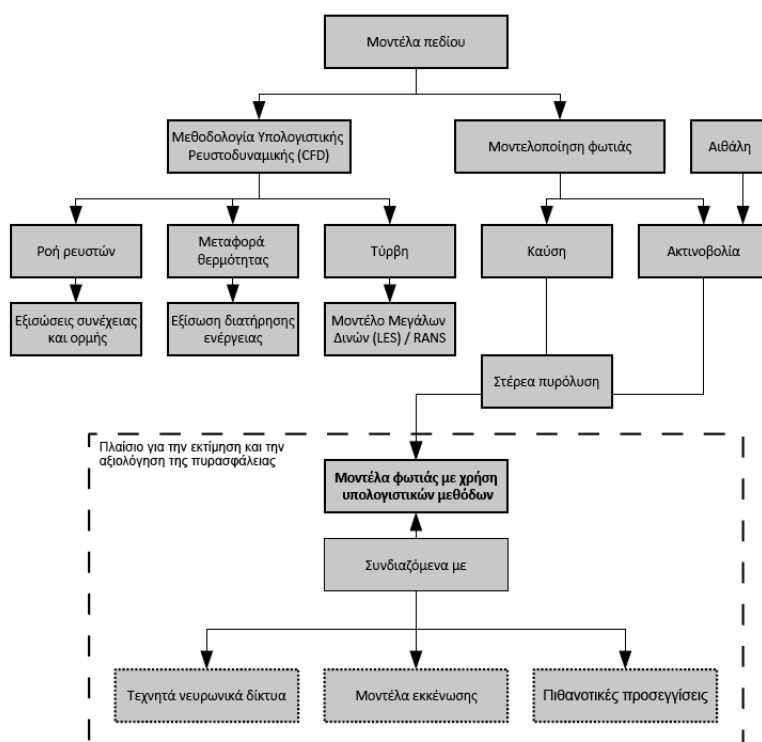 Μοντέλα πεδίου
Μεθοδολογία Υπολογιστικής
Ρευστοδυναμικής (CFD)
Μοντελοποίηση φωτιάς
Αιθάλη
Ροή ρευστών
Μεταφορά
θερμότητας
Τύρβη
Καύση
Ακτινοβολία
Εξισώσεις συνέχειας
και ορμής
Εξίσωση διατήρησης
ενέργειας
Μοντέλο Μεγάλων
Δινών (LES) / RANS
Στέρεα πυρόλυση
Πλαίσιο για την εκτίμηση και την
αξιολόγηση της πυρασφάλειας
Μοντέλα φωτιάς με χρήση
υπολογιστικών μεθόδων
Συνδιαζόμενα με
Τεχνητά νευρωνικά δίκτυα
Μοντέλα εκκένωσης
Πιθανοτικές προσεγγίσεις